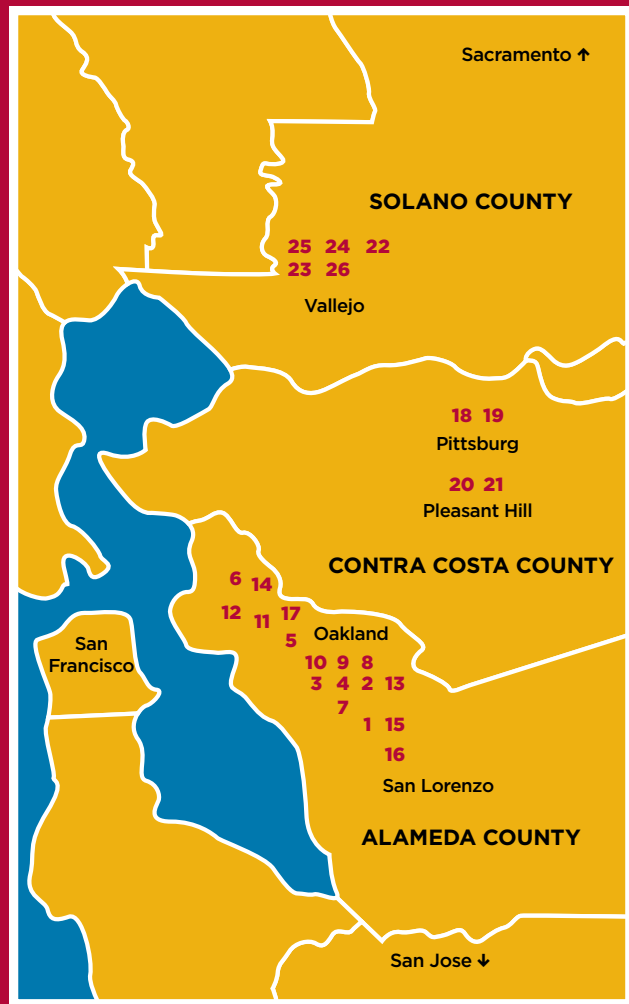 Sacramento ↑
SOLANO COUNTY
25 24 22
23 26
Vallejo
18 19
Pittsburg
20 21
Pleasant Hill
CONTRA COSTA COUNTY
6 14
12 11 17
5
Oakland
San
Francisco
10 9 8
3 4 2 13
7
1 15
16
San Lorenzo
ALAMEDA COUNTY
San Jose ↓